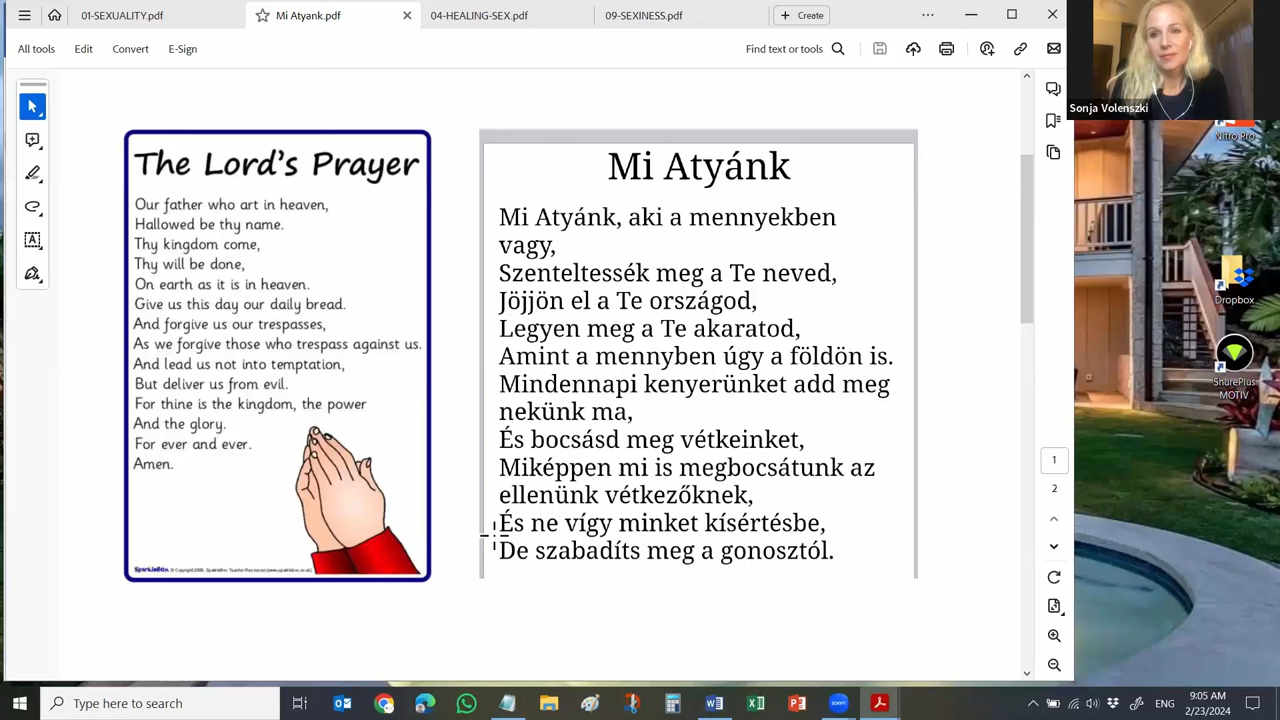 01-SEXUALITY.pdf
Mi Atyank.pdf
04-HEALING-SEX.pdf
09-SEXINESS.pdf
Create
All tools
Edit
Convert
E-Sign
Find text or tools
Sonja Volenszki
The Lord's Prayer
Our father who art in heaven,
Hallowed be thy name.
Thy kingdom come,
Thy will be done,
On earth as it is in heaven.
Give us this day our daily bread.
And forgive us our trespasses,
As we forgive those who trespass against us.
And lead us not into temptation,
But deliver us from evil.
For thine is the kingdom, the power
And the glory.
For ever and ever.
Amen.
SparkleBox
Mi Atyánk
Mi Atyánk, aki a mennyekben
vagy,
Szenteltessék meg a Te neved,
Jöjjön el a Te országod,
Legyen meg a Te akaratod,
Amint a mennyben úgy a földön is.
Mindennapi kenyerünket add meg
nekünk ma,
És bocsásd meg vétkeinket,
Miképpen mi is megbocsátunk az
ellenünk vétkezőknek,
És ne vígy minket kísértésbe,
De szabadíts meg a gonosztól.
1
2
Nitro Pro
Dropbox
ShurePlus
MOTIV
Type here to search
zoom
ENG
9:05 AM
2/23/2024